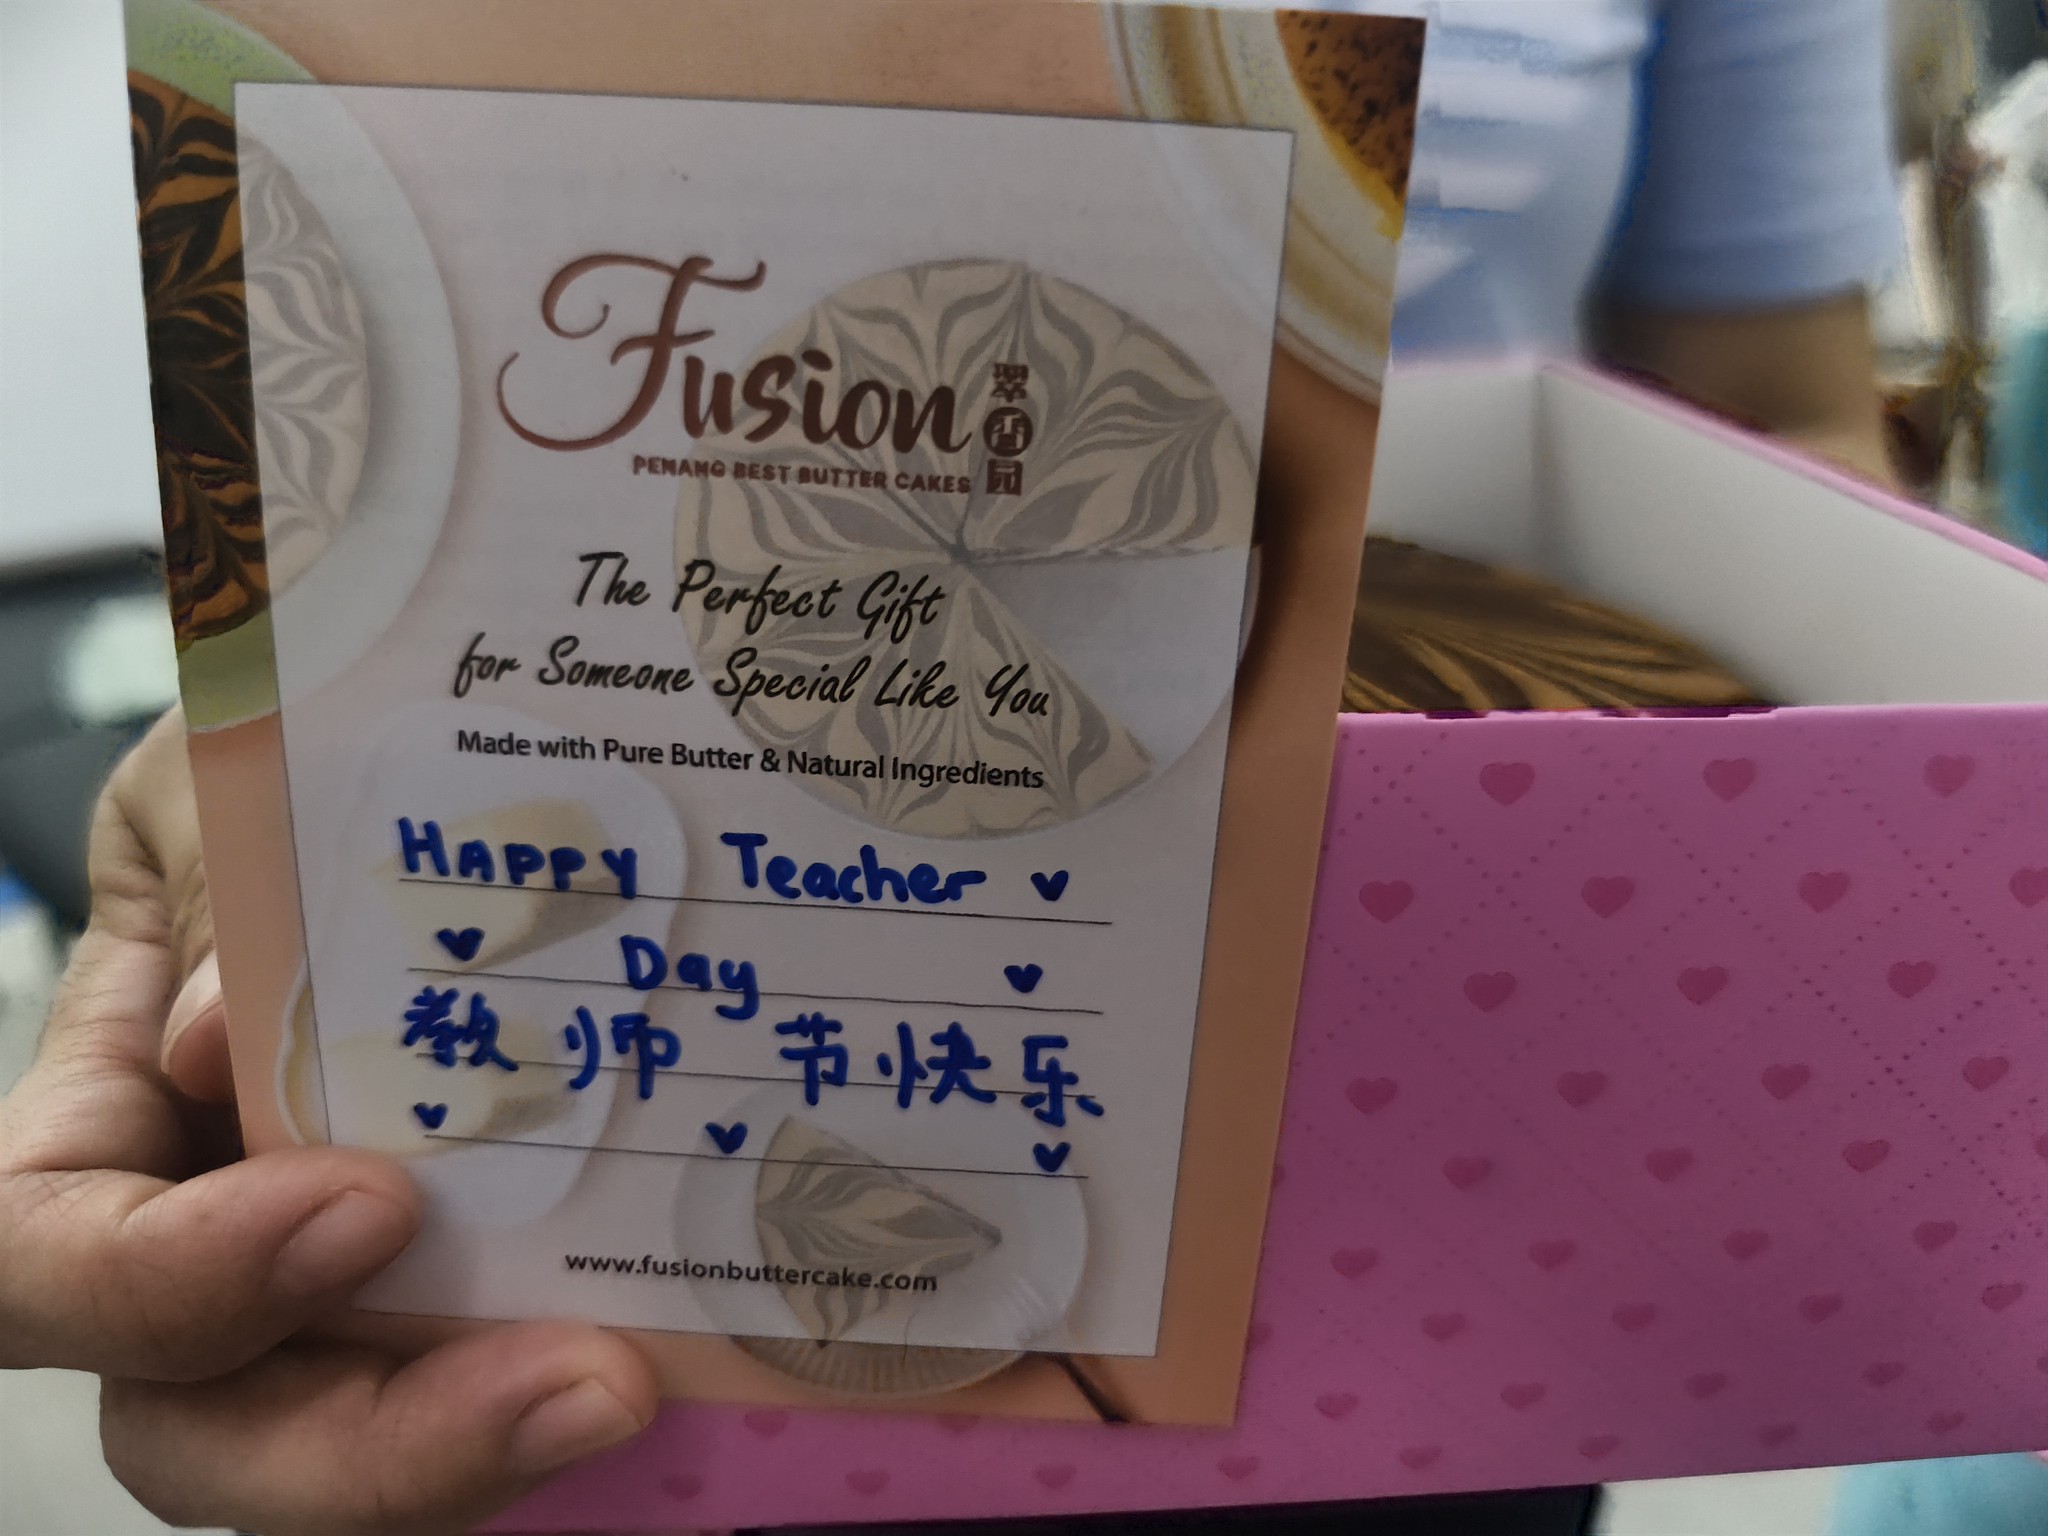 Fusion
翠香园
PENANG BEST BUTTER CAKES
The Perfect Gift
for Someone Special Like You
Made with Pure Butter & Natural Ingredients
HAPPY Teacher
Day
教师节快乐
www.fusionbuttercake.com